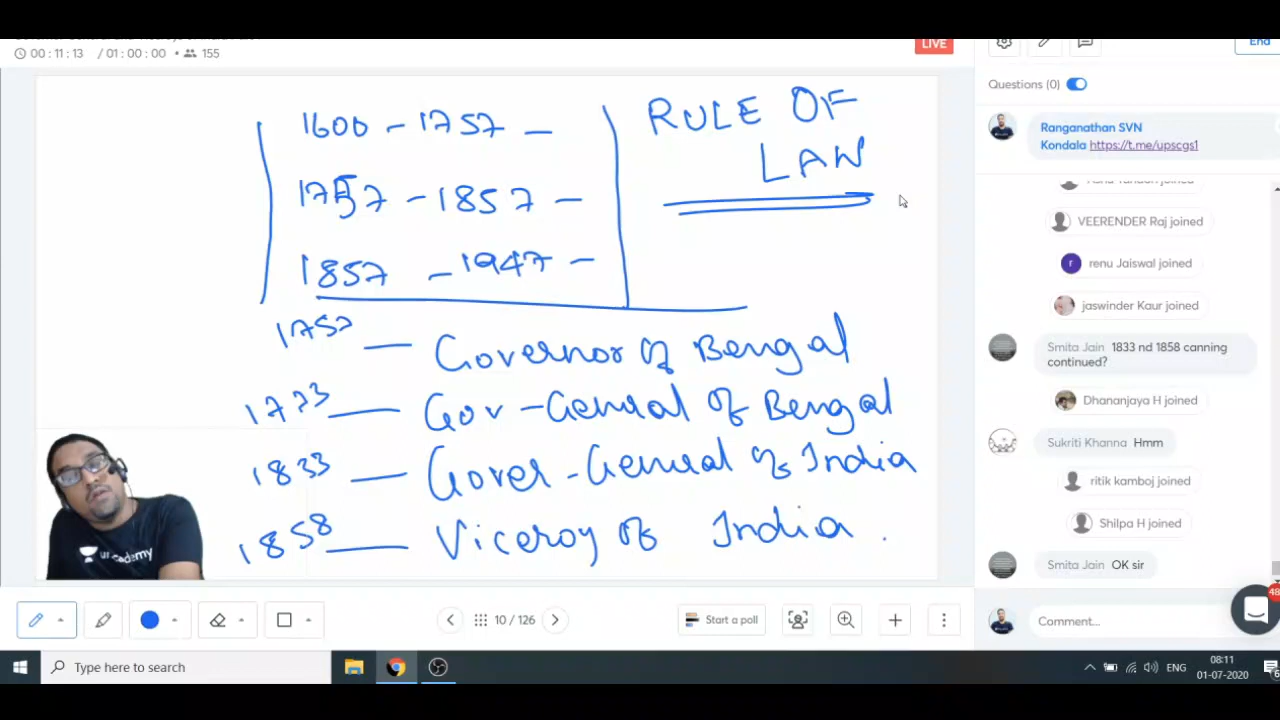 00 : 11 : 13 / 01 : 00 : 00 • 155
LIVE
End
1600 - 1757 -
1757 - 1857 -
1857 - 1947 -
RULE OF
LAW
1757 — Governor of Bengal
1773 — Gov-General of Bengal
1833 — Gover-General of India
1858 — Viceroy of India.
Questions (0)
Ranganathan SVN
Kondala https://t.me/upscgs1
VEERENDER Raj joined
r renu Jaiswal joined
jaswinder Kaur joined
Smita Jain 1833 nd 1858 canning
continued?
Dhananjaya H joined
Sukriti Khanna Hmm
ritik kamboj joined
Shilpa H joined
Smita Jain OK sir
48
Comment...
10 / 126
Start a poll
Type here to search
ENG
08:11
01-07-2020